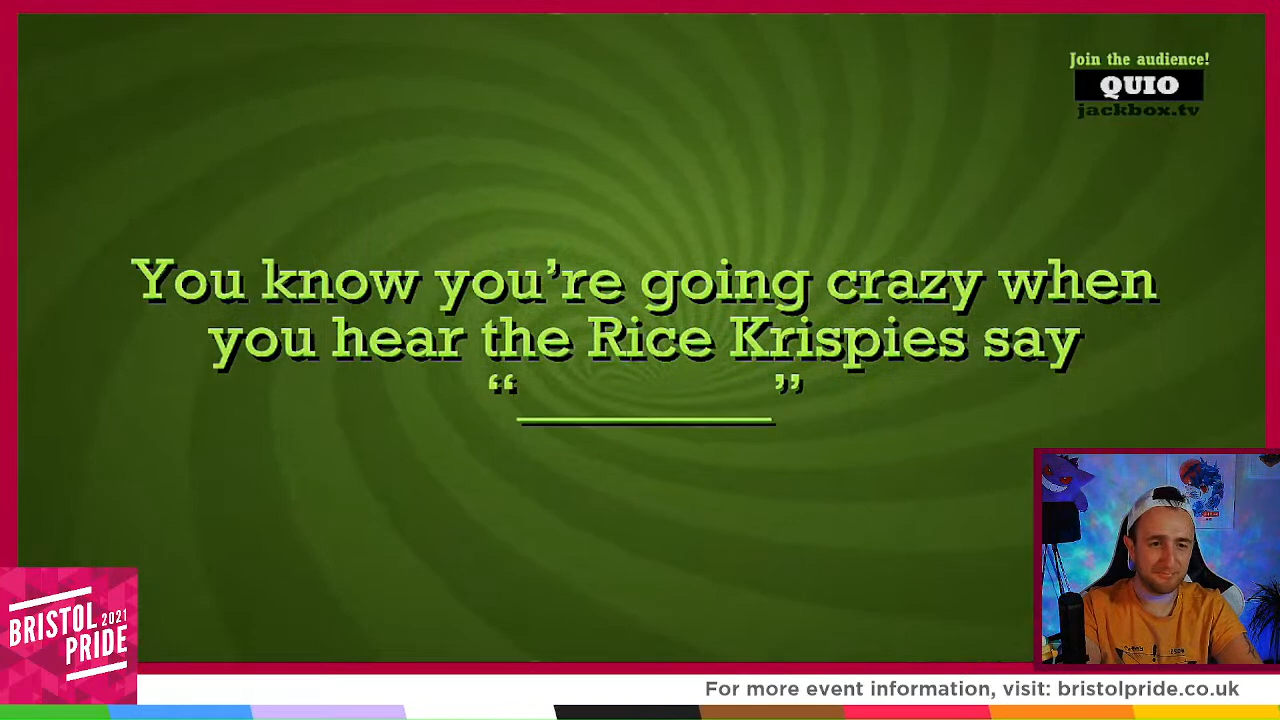 Join the audience!
QUIO
jackbox.tv
You know you’re going crazy when
you hear the Rice Krispies say
“__________”
BRISTOL 2021
PRIDE
For more event information, visit: bristolpride.co.uk